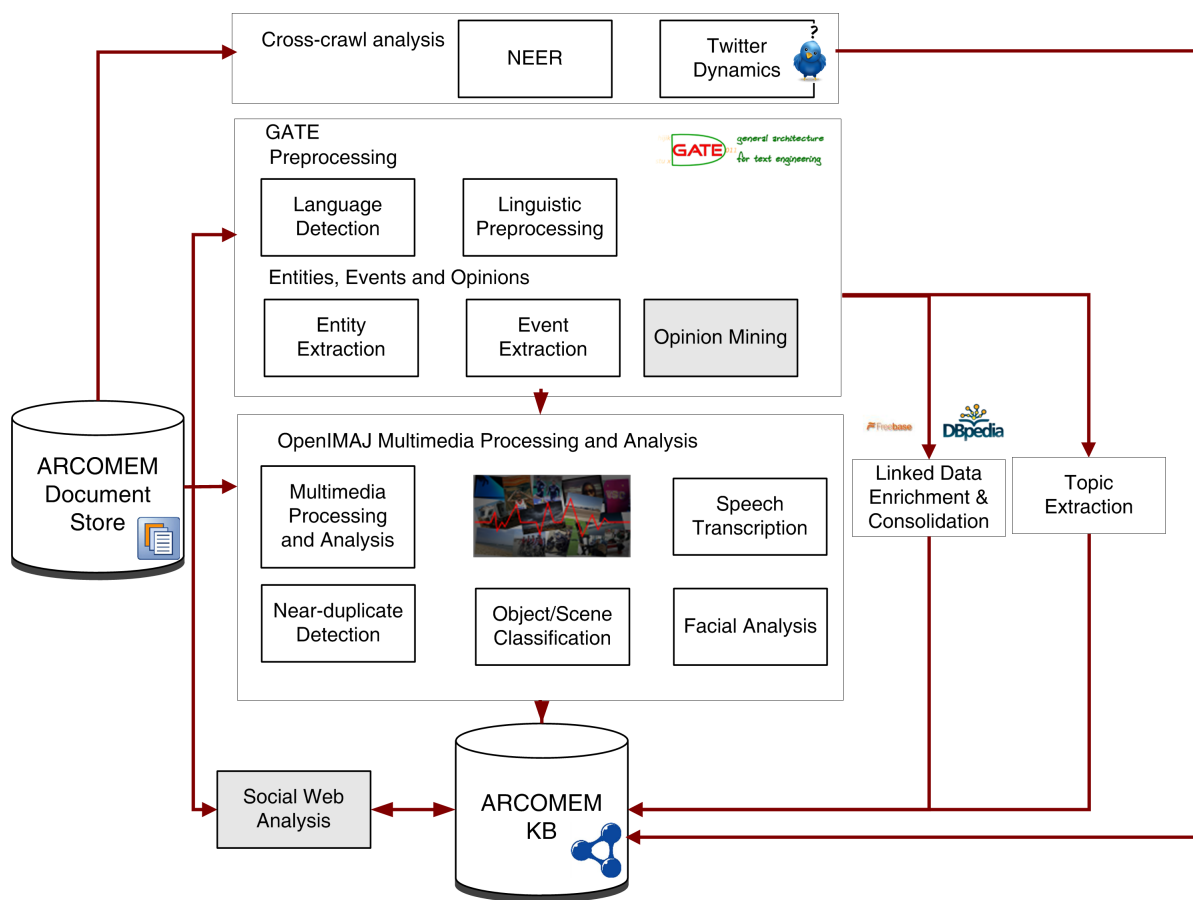 Cross-crawl analysis
NEER
Twitter
Dynamics
?
GATE
Preprocessing
GATE
general architecture
for text engineering
Language
Detection
Linguistic
Preprocessing
Entities, Events and Opinions
Entity
Extraction
Event
Extraction
Opinion Mining
ARCOMEM
Document
Store
OpenIMAJ Multimedia Processing and Analysis
Multimedia
Processing
and Analysis
Speech
Transcription
Near-duplicate
Detection
Object/Scene
Classification
Facial Analysis
Freebase
DBpedia
Linked Data
Enrichment &
Consolidation
Topic
Extraction
Social Web
Analysis
ARCOMEM
KB